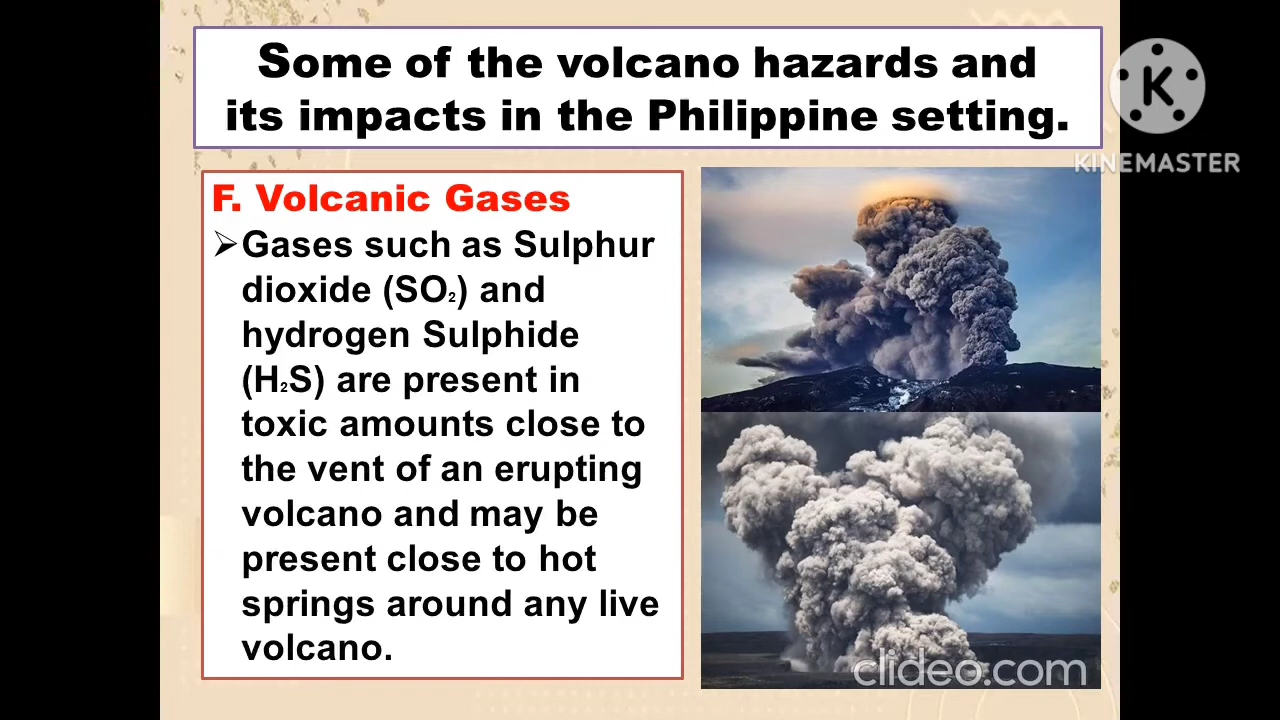 Some of the volcano hazards and
its impacts in the Philippine setting.
KINEMASTER
F. Volcanic Gases
➢Gases such as Sulphur
dioxide (SO₂) and
hydrogen Sulphide
(H₂S) are present in
toxic amounts close to
the vent of an erupting
volcano and may be
present close to hot
springs around any live
volcano.
clideo.com